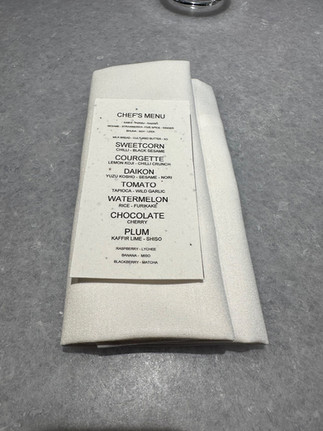 CHEF'S MENU
SWEETCORN
CHILLI - BLACK SESAME
COURGETTE
LEMON KOJI - CHILLI CRUNCH
DAIKON
YUZU KOSHO - SESAME - NORI
TOMATO
TAPIOCA - WILD GARLIC
WATERMELON
RICE - FURIKAKE
CHOCOLATE
CHERRY
PLUM
KAFFIR LIME - SHISO
RASPBERRY - LYCHEE
BANANA - MISO
BLACKBERRY - MATCHA